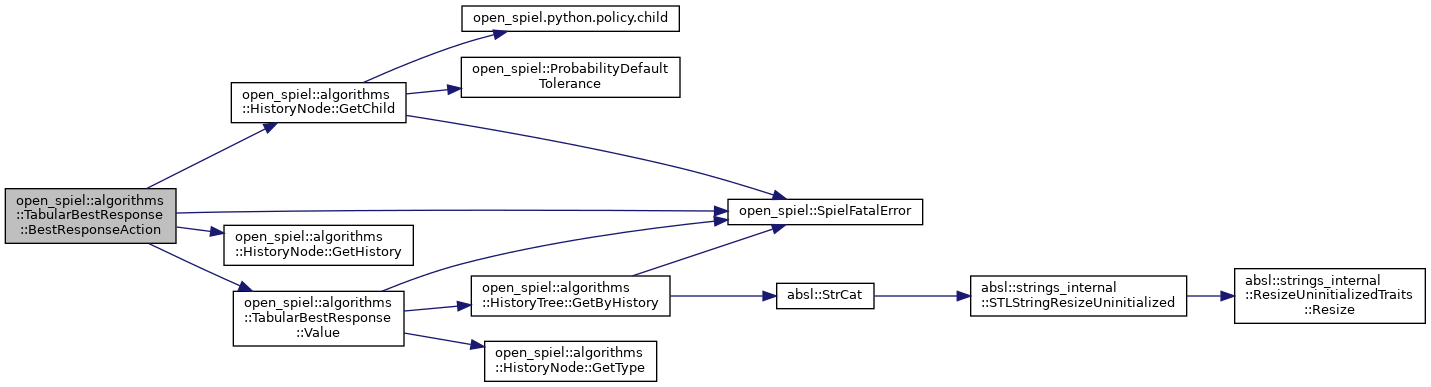 open_spiel.python.policy.child
open_spiel::ProbabilityDefault
Tolerance
open_spiel::algorithms
::HistoryNode::GetChild
open_spiel::algorithms
::TabularBestResponse
::BestResponseAction
open_spiel::SpielFatalError
open_spiel::algorithms
::HistoryNode::GetHistory
open_spiel::algorithms
::TabularBestResponse
::Value
open_spiel::algorithms
::HistoryTree::GetByHistory
absl::StrCat
absl::strings_internal
::STLStringResizeUninitialized
absl::strings_internal
::ResizeUninitializedTraits
::Resize
open_spiel::algorithms
::HistoryNode::GetType